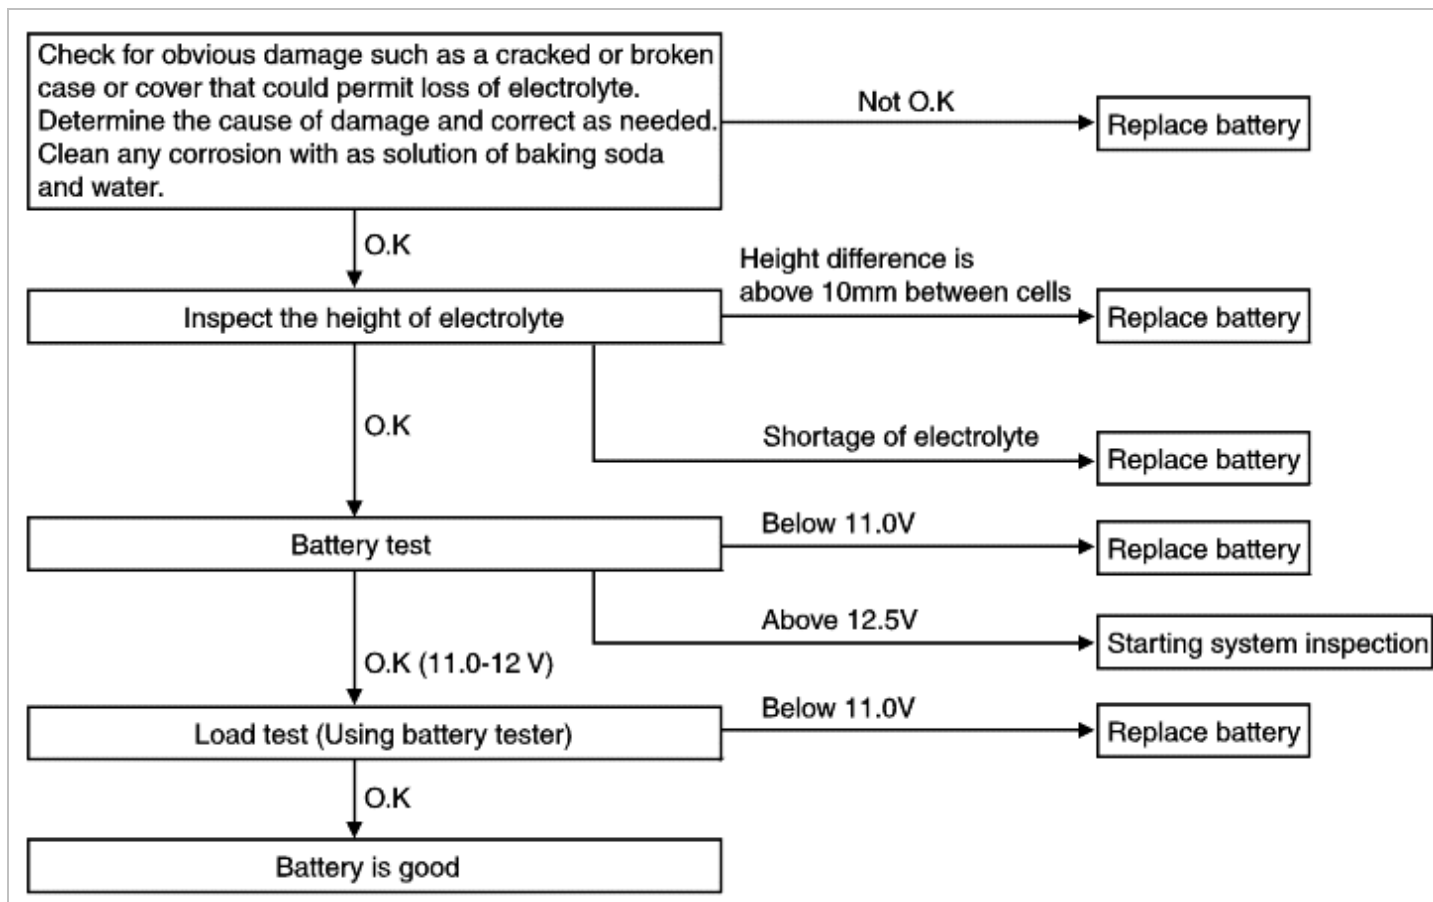 Check for obvious damage such as a cracked or broken
case or cover that could permit loss of electrolyte.
Determine the cause of damage and correct as needed.
Clean any corrosion with as solution of baking soda
and water.
Not O.K
Replace battery
O.K
Height difference is
above 10mm between cells
Inspect the height of electrolyte
Replace battery
O.K
Shortage of electrolyte
Replace battery
Below 11.0V
Battery test
Replace battery
Above 12.5V
Starting system inspection
O.K (11.0-12 V)
Below 11.0V
Load test (Using battery tester)
Replace battery
O.K
Battery is good